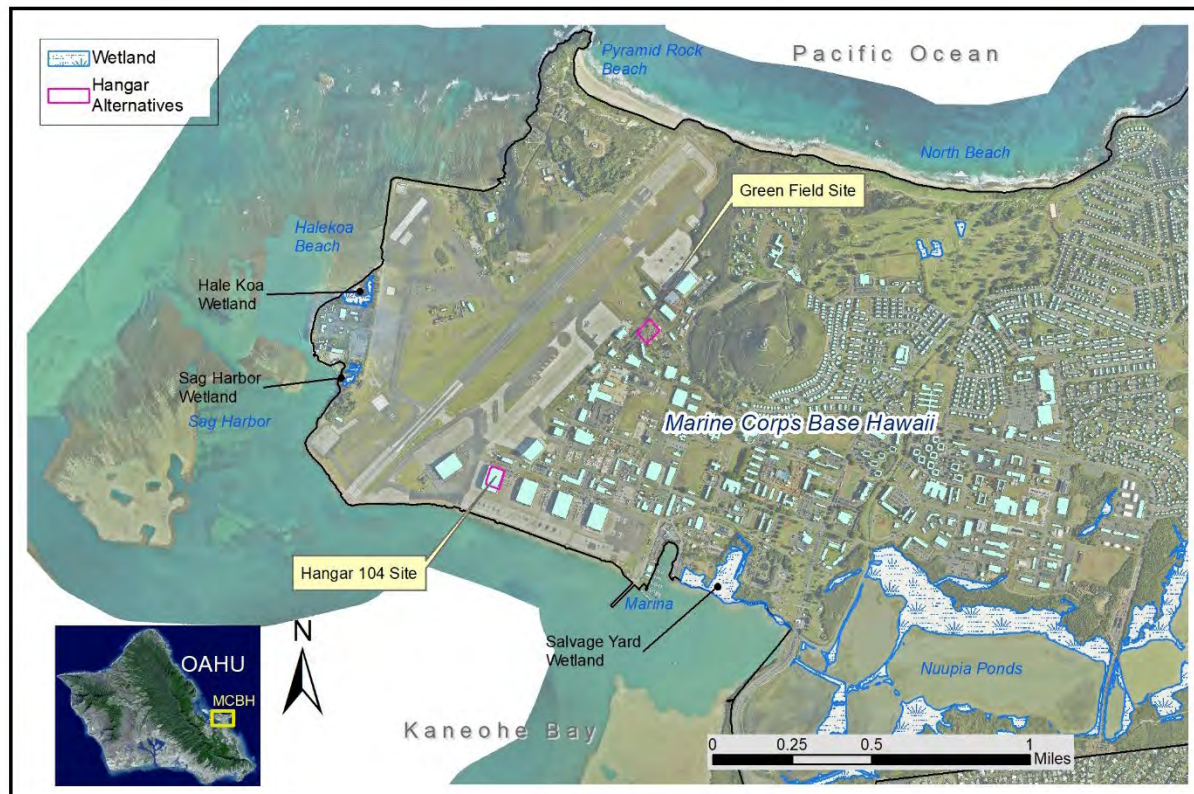 Wetland
Hangar
Alternatives
Pacific Ocean
Pyramid Rock
Beach
North Beach
Green Field Site
Halekoa
Beach
Hale Koa
Wetland
Sag Harbor
Wetland
Sag Harbor
Marine Corps Base Hawaii
Hangar 104 Site
Marina
Salvage Yard
Wetland
Nuupia Ponds
OAHU
MCBH
N
Kaneohe Bay
0 0.25 0.5 1
Miles